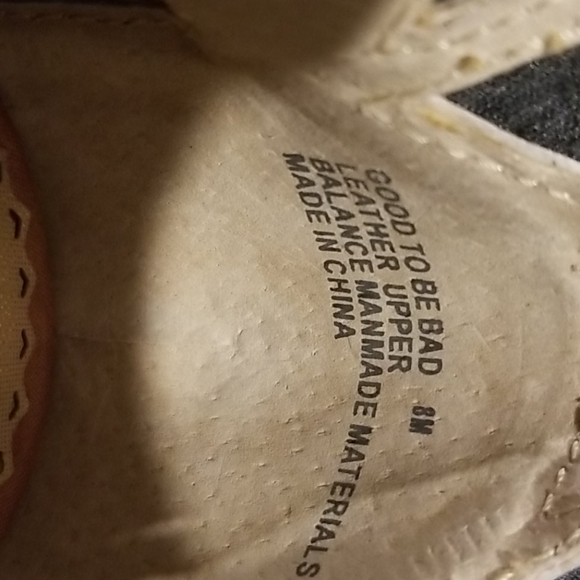 GOOD TO BE BAD 8M
LEATHER UPPER
BALANCE MANMADE MATERIALS
MADE IN CHINA